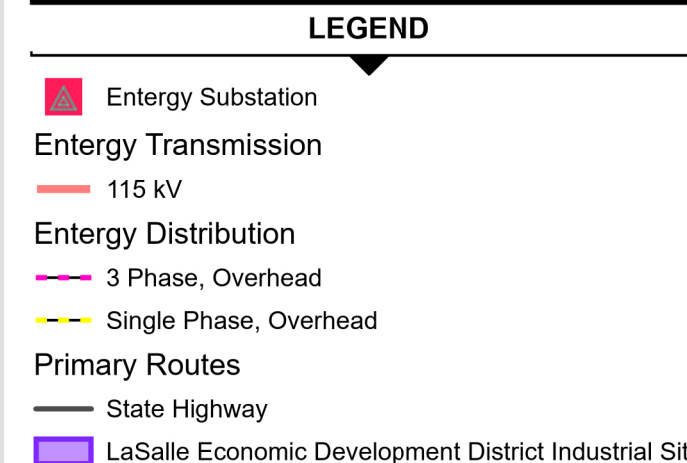 LEGEND
Entergy Substation
Entergy Transmission
115 kV
Entergy Distribution
3 Phase, Overhead
Single Phase, Overhead
Primary Routes
State Highway
LaSalle Economic Development District Industrial Sit